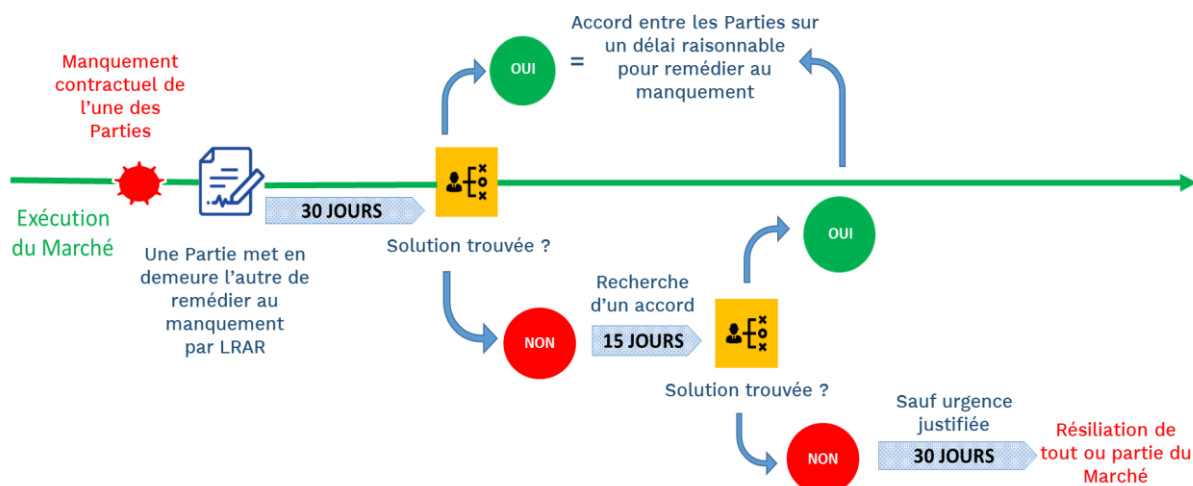 Manquement
contractuel de
l'une des
Parties
OUI
=
Accord entre les Parties sur
un délai raisonnable
pour remédier au
manquement
Exécution
du Marché
30 JOURS
Une Partie met en
demeure l'autre de
remédier au
manquement
par LRAR
Solution trouvée ?
OUI
NON
Recherche
d'un accord
15 JOURS
Solution trouvée ?
NON
Sauf urgence
justifiée
30 JOURS
Résiliation de
tout ou partie du
Marché